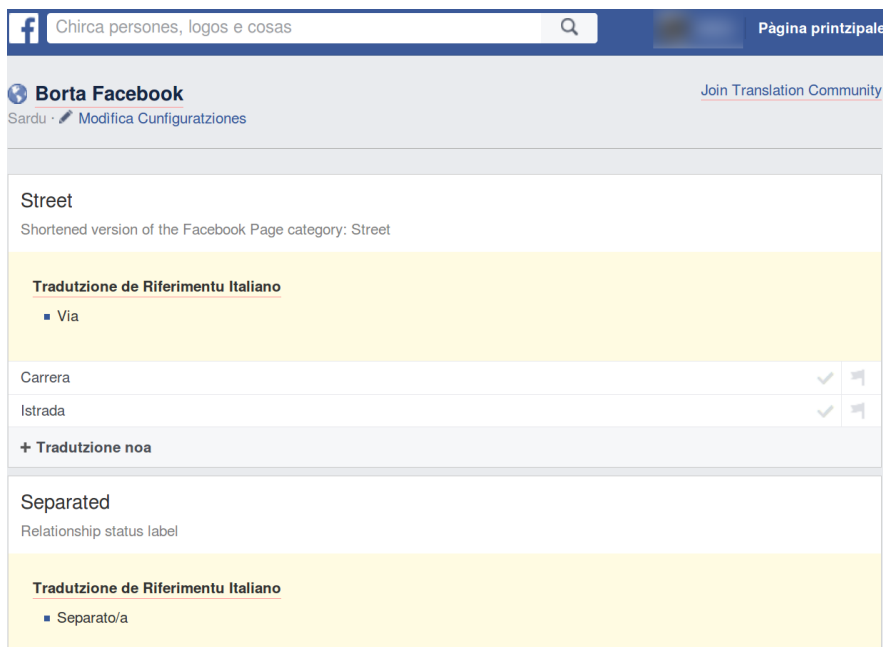 f Chirca persones, logos e cosas Pàgina printzipale
Borta Facebook Join Translation Community
Sardu · Modìfica Cunfiguratziones
Street
Shortened version of the Facebook Page category: Street
Tradutzione de Riferimentu Italiano
Via
Carrera
Istrada
+ Tradutzione noa
Separated
Relationship status label
Tradutzione de Riferimentu Italiano
Separato/a